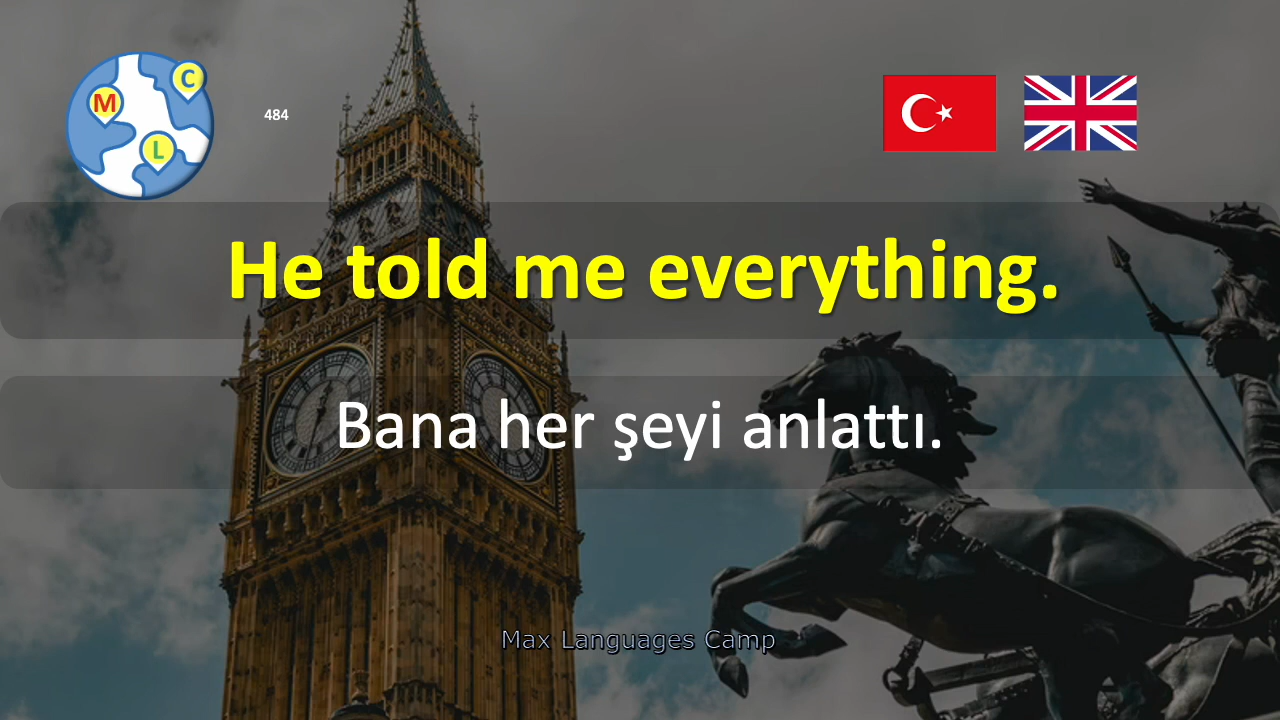 C
M
L
484
He told me everything.
Bana her şeyi anlattı.
Max Languages Camp